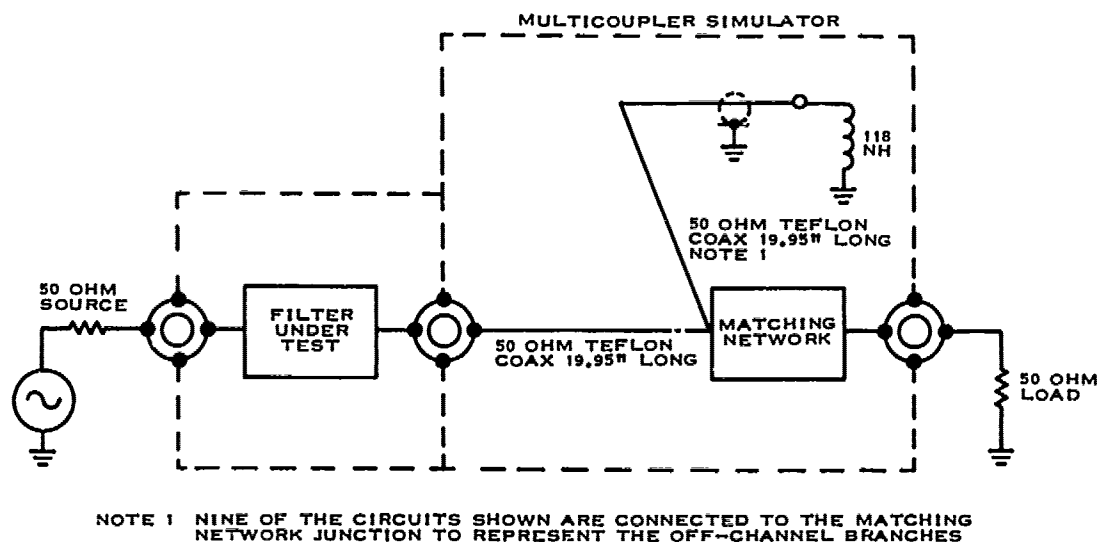 MULTICOUPLER SIMULATOR
118
NH
50 OHM TEFLON
COAX 19.95" LONG
NOTE 1
50 OHM
SOURCE
FILTER
UNDER
TEST
50 OHM TEFLON
COAX 19.95" LONG
MATCHING
NETWORK
50 OHM
LOAD
NOTE 1 NINE OF THE CIRCUITS SHOWN ARE CONNECTED TO THE MATCHING
NETWORK JUNCTION TO REPRESENT THE OFF-CHANNEL BRANCHES